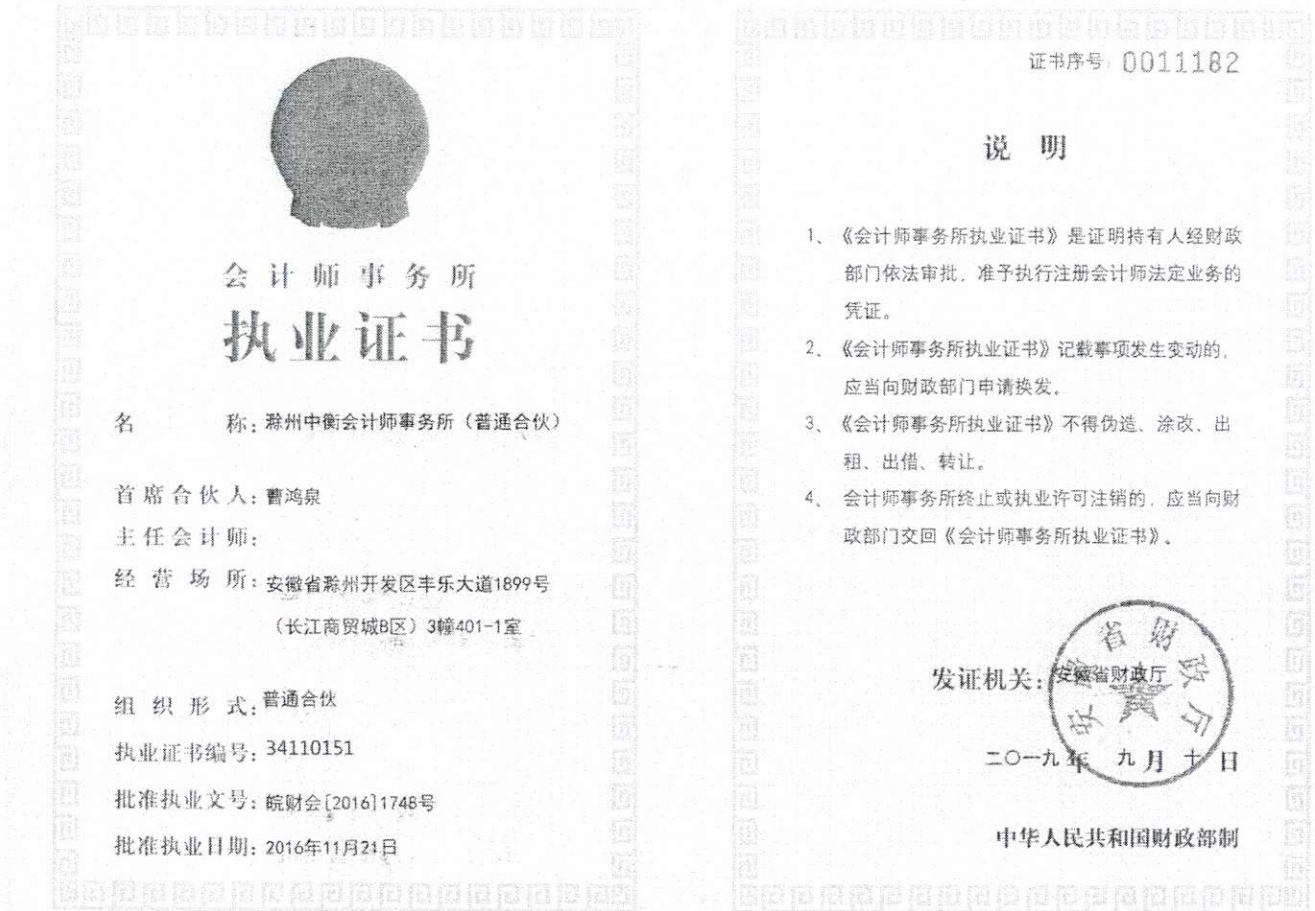 会计师事务所
执业证书
名称:滁州中衡会计师事务所(普通合伙)
首席合伙人:曹鸿泉
主任会计师:
经营场所:安徽省滁州开发区丰乐大道1899号
(长江商贸城B区)3幢401-1室
组织形式:普通合伙
执业证书编号:34110151
批准执业文号:皖财会[2016]1748号
批准执业日期:2016年11月21日
证书序号:0011182
说明
1、《会计师事务所执业证书》是证明持有人经财政
部门依法审批,准予执行注册会计师法定业务的
凭证。
2、《会计师事务所执业证书》记载事项发生变动的,
应当向财政部门申请换发。
3、《会计师事务所执业证书》不得伪造、涂改、出
租、出借、转让。
4、会计师事务所终止或执业许可注销的,应当向财
政部门交回《会计师事务所执业证书》。
安徽省财政厅
发证机关:安徽省财政厅
二〇一九年九月十日
中华人民共和国财政部制